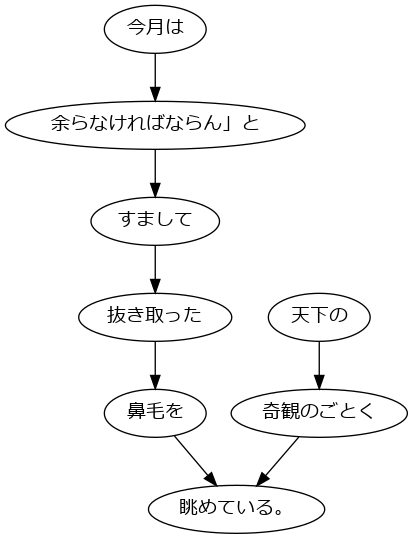 今月は
余らなければならん」と
すまして
抜き取った
天下の
鼻毛を
奇観のごとく
眺めている。